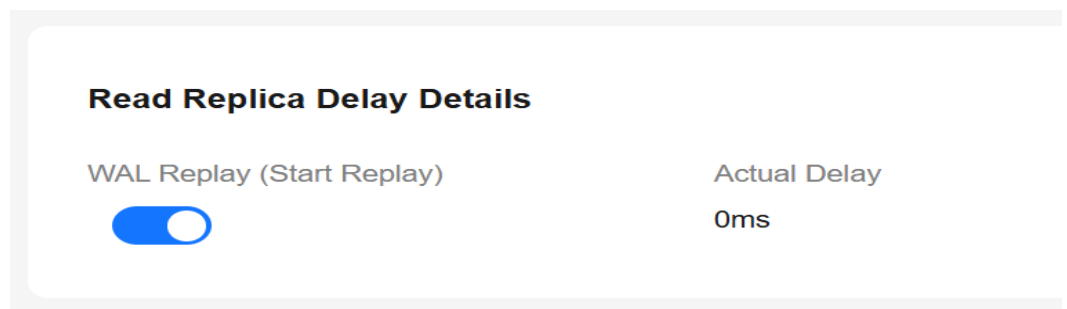 Read Replica Delay Details
WAL Replay (Start Replay)
Actual Delay
0ms